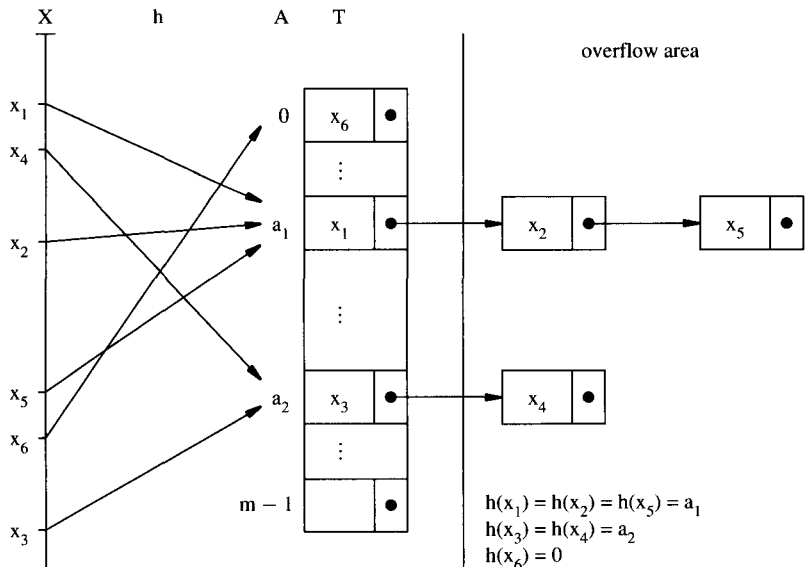 X h A T
overflow area
x₁
x₄
x₂
x₅
x₆
x₃
0 x₆
⋮
a₁ x₁ x₂ x₅
⋮
a₂ x₃ x₄
⋮
m − 1
h(x₁) = h(x₂) = h(x₅) = a₁
h(x₃) = h(x₄) = a₂
h(x₆) = 0